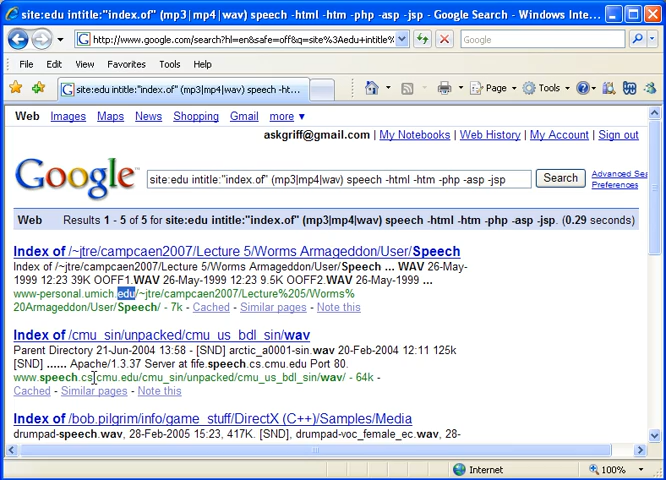 site:edu intitle:"index.of" (mp3|mp4|wav) speech -html -htm -php -asp -jsp - Google Search - Windows Inte...
http://www.google.com/search?hl=en&safe=off&q=site%3Aedu+intitle%
Google
File Edit View Favorites Tools Help
site:edu intitle:"index.of" (mp3|mp4|wav) speech -ht...
Page Tools
Web Images Maps News Shopping Gmail more ▼
askgriff@gmail.com | My Notebooks | Web History | My Account | Sign out
Google
site:edu intitle:"index.of" (mp3|mp4|wav) speech -html -htm -php -asp -jsp
Search
Advanced Sea
Preferences
Web Results 1 - 5 of 5 for site:edu intitle:"index.of" (mp3|mp4|wav) speech -html -htm -php -asp -jsp. (0.29 seconds)
Index of /~jtre/campcaen2007/Lecture 5/Worms Armageddon/User/Speech
Index of /~jtre/campcaen2007/Lecture 5/Worms Armageddon/User/Speech ... WAV 26-May-
1999 12:23 39K OOFF1.WAV 26-May-1999 12:23 9.5K OOFF2.WAV 26-May-1999 ...
www-personal.umich.edu/~jtre/campcaen2007/Lecture%205/Worms%
20Armageddon/User/Speech/ - 7k - Cached - Similar pages - Note this
Index of /cmu_sin/unpacked/cmu_us_bdl_sin/wav
Parent Directory 21-Jun-2004 13:58 - [SND] arctic_a0001-sin.wav 20-Feb-2004 12:11 125k
[SND] ...... Apache/1.3.37 Server at fife.speech.cs.cmu.edu Port 80.
www.speech.cs.cmu.edu/cmu_sin/unpacked/cmu_us_bdl_sin/wav/ - 64k -
Cached - Similar pages - Note this
Index of /bob.pilgrim/info/game_stuff/DirectX (C++)/Samples/Media
drumpad-speech.wav, 28-Feb-2005 15:23, 417K. [SND], drumpad-voc_female_ec.wav, 28-
Internet 100%